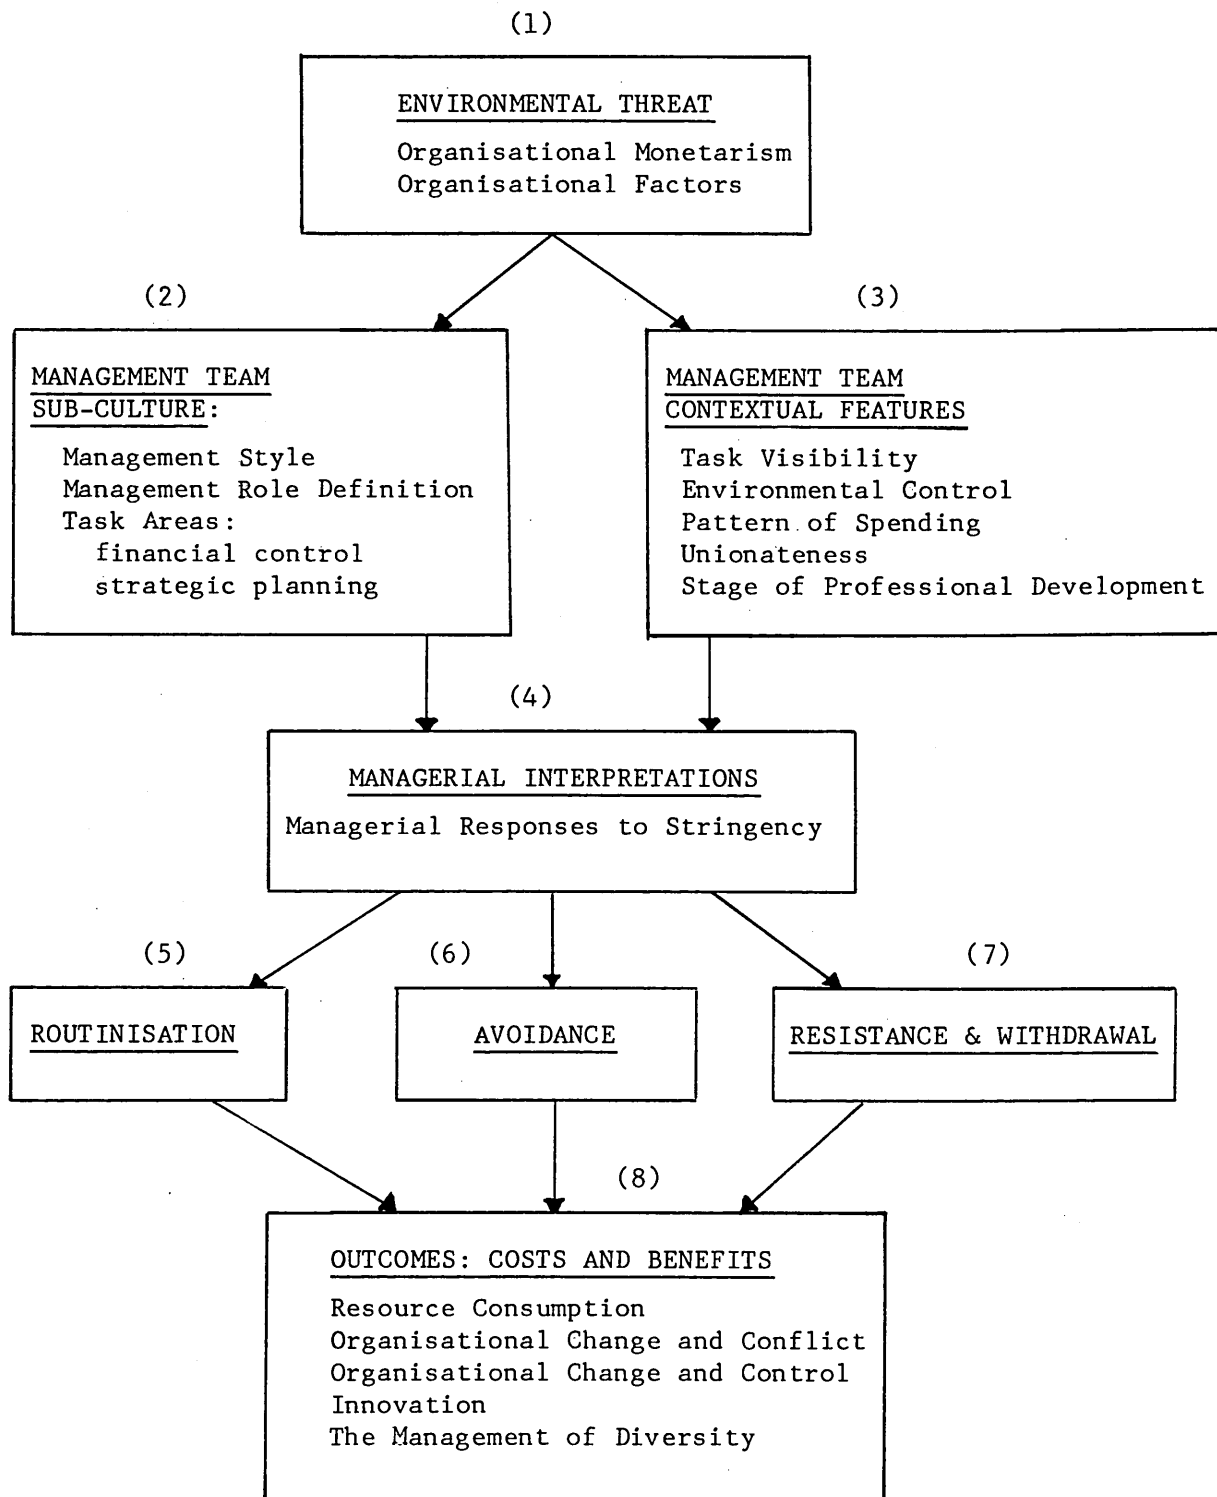 (1)
ENVIRONMENTAL THREAT
Organisational Monetarism
Organisational Factors
(2)
MANAGEMENT TEAM
SUB-CULTURE:
Management Style
Management Role Definition
Task Areas:
financial control
strategic planning
(3)
MANAGEMENT TEAM
CONTEXTUAL FEATURES
Task Visibility
Environmental Control
Pattern of Spending
Unionateness
Stage of Professional Development
(4)
MANAGERIAL INTERPRETATIONS
Managerial Responses to Stringency
(5)
ROUTINISATION
(6)
AVOIDANCE
(7)
RESISTANCE & WITHDRAWAL
(8)
OUTCOMES: COSTS AND BENEFITS
Resource Consumption
Organisational Change and Conflict
Organisational Change and Control
Innovation
The Management of Diversity